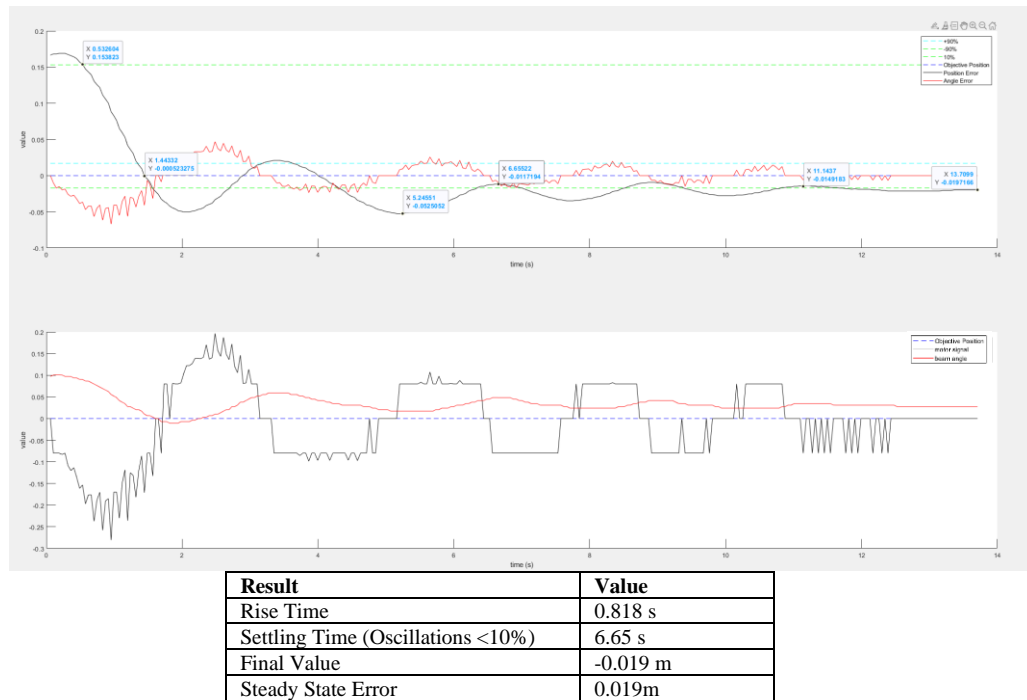 0.2
0.15
0.1
0.05
0
-0.05
-0.1
value
0 2 4 6 8 10 12 14
time (s)
X 0.532604
Y 0.153823
X 1.44332
Y -0.000523275
X 5.24551
Y -0.0525052
X 6.65522
Y -0.0117194
X 11.1437
Y -0.0149183
X 13.7099
Y -0.0197166
+90%
-90%
10%
Objective Position
Position Error
Angle Error
0.2
0.15
0.1
0.05
0
-0.05
-0.1
-0.15
-0.2
-0.25
-0.3
value
0 2 4 6 8 10 12 14
time (s)
Objective Position
motor signal
beam angle
Result Value
Rise Time 0.818 s
Settling Time (Oscillations <10%) 6.65 s
Final Value -0.019 m
Steady State Error 0.019m